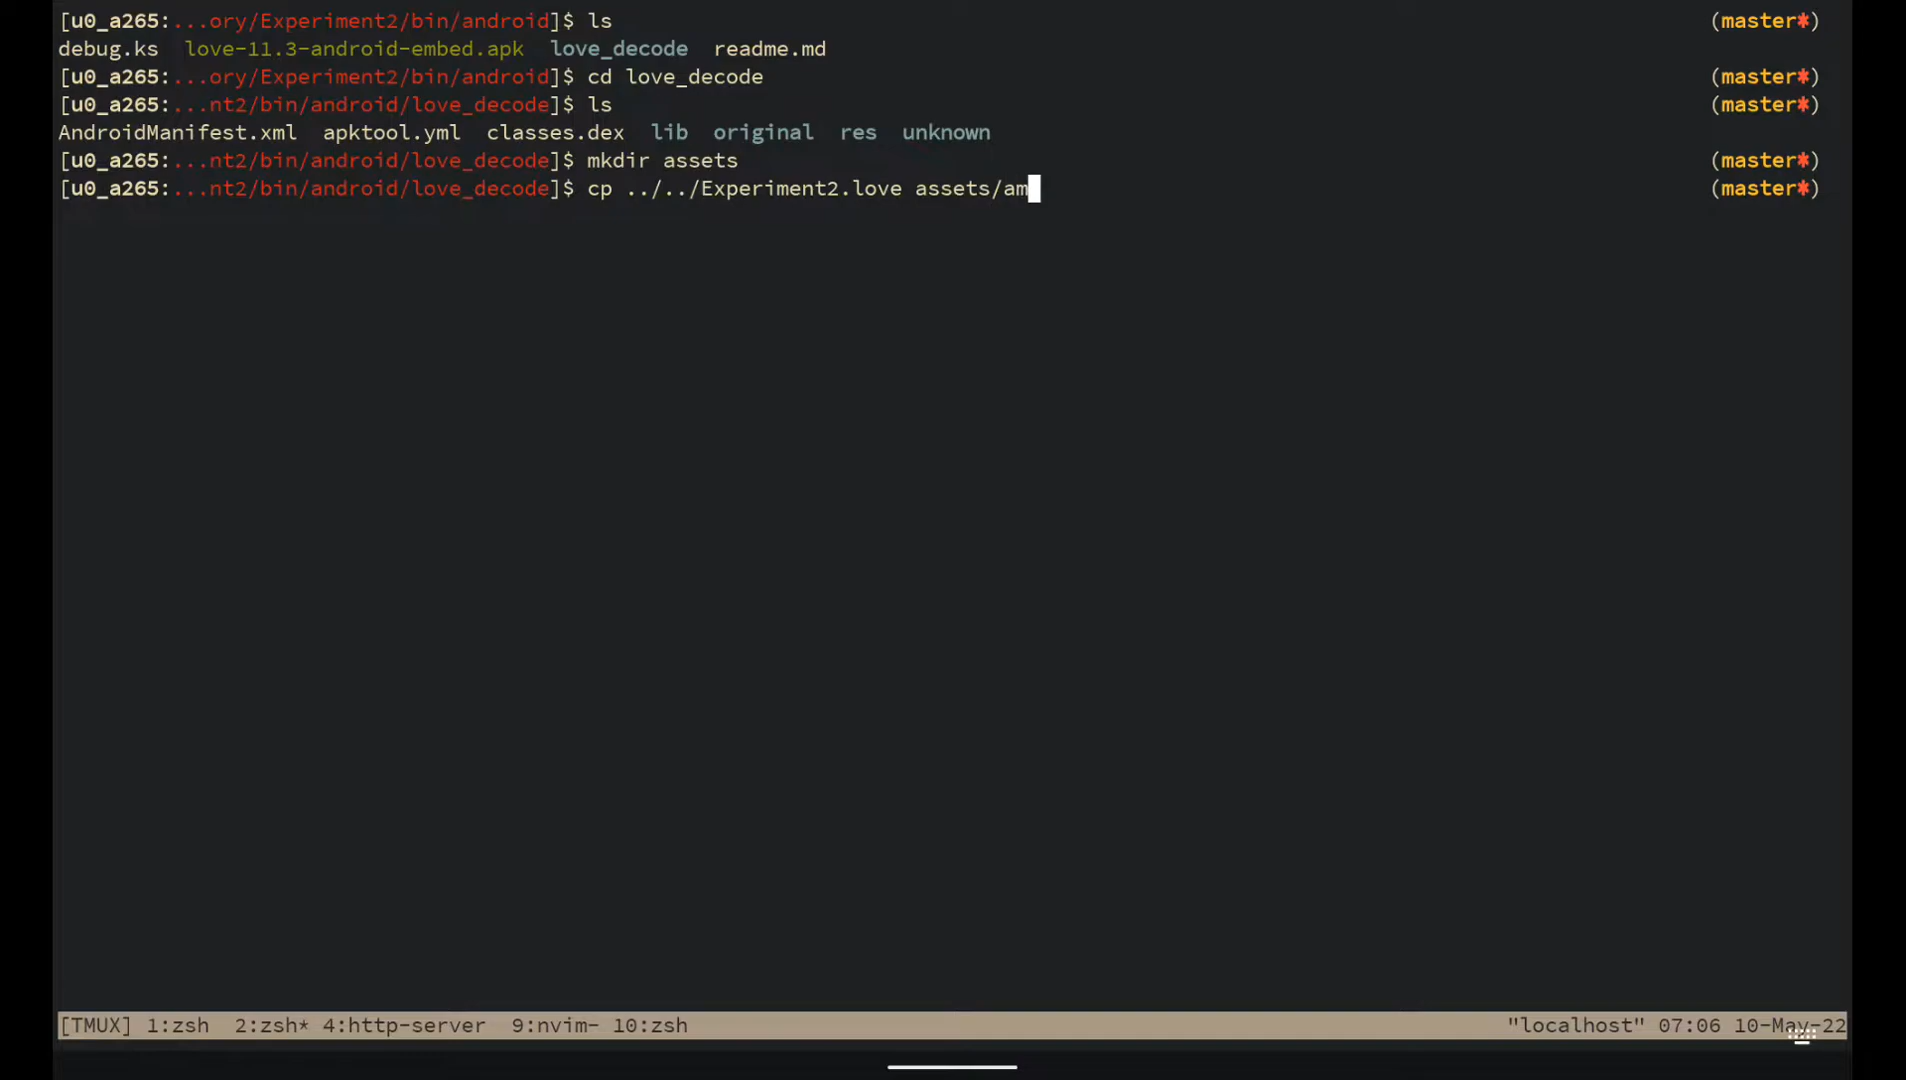 [u0_a265:...ory/Experiment2/bin/android]$ ls (master*)
debug.ks love-11.3-android-embed.apk love_decode readme.md
[u0_a265:...ory/Experiment2/bin/android]$ cd love_decode (master*)
[u0_a265:...nt2/bin/android/love_decode]$ ls (master*)
AndroidManifest.xml apktool.yml classes.dex lib original res unknown
[u0_a265:...nt2/bin/android/love_decode]$ mkdir assets (master*)
[u0_a265:...nt2/bin/android/love_decode]$ cp ../../Experiment2.love assets/am (master*)
[TMUX] 1:zsh 2:zsh* 4:http-server 9:nvim- 10:zsh "localhost" 07:06 10-May-22